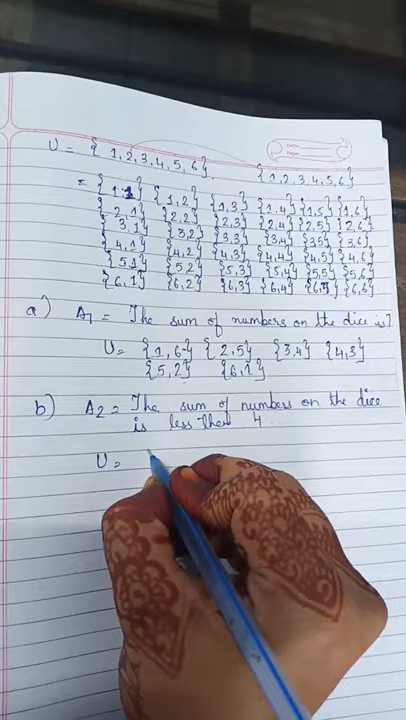 U = { 1,2,3,4,5,6}, {1,2,3,4,5,6}
= {1,1} {1,2} {1,3} {1,4} {1,5} {1,6}
{2,1} {2,2} {2,3} {2,4} {2,5} {2,6}
{3,1} {3,2} {3,3} {3,4} {3,5} {3,6}
{4,1} {4,2} {4,3} {4,4} {4,5} {4,6}
{5,1} {5,2} {5,3} {5,4} {5,5} {5,6}
{6,1} {6,2} {6,3} {6,4} {6,5} {6,6}
a) A1 = The sum of numbers on the dice is 7
U = {1,6} {2,5} {3,4} {4,3}
{5,2} {6,1}
b) A2 = The sum of numbers on the dice
is less then 4
U =